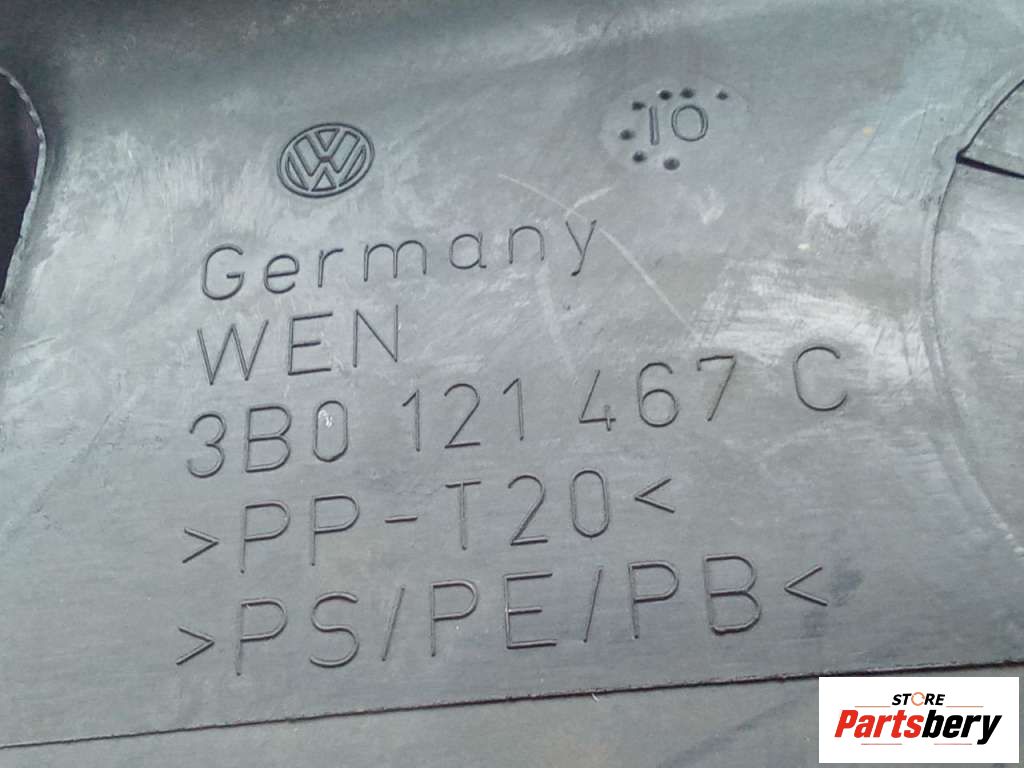 10
Germany
WEN
3B0 121 467 C
>PP-T20<
>PS/PE/PB<
STORE
Partsbery